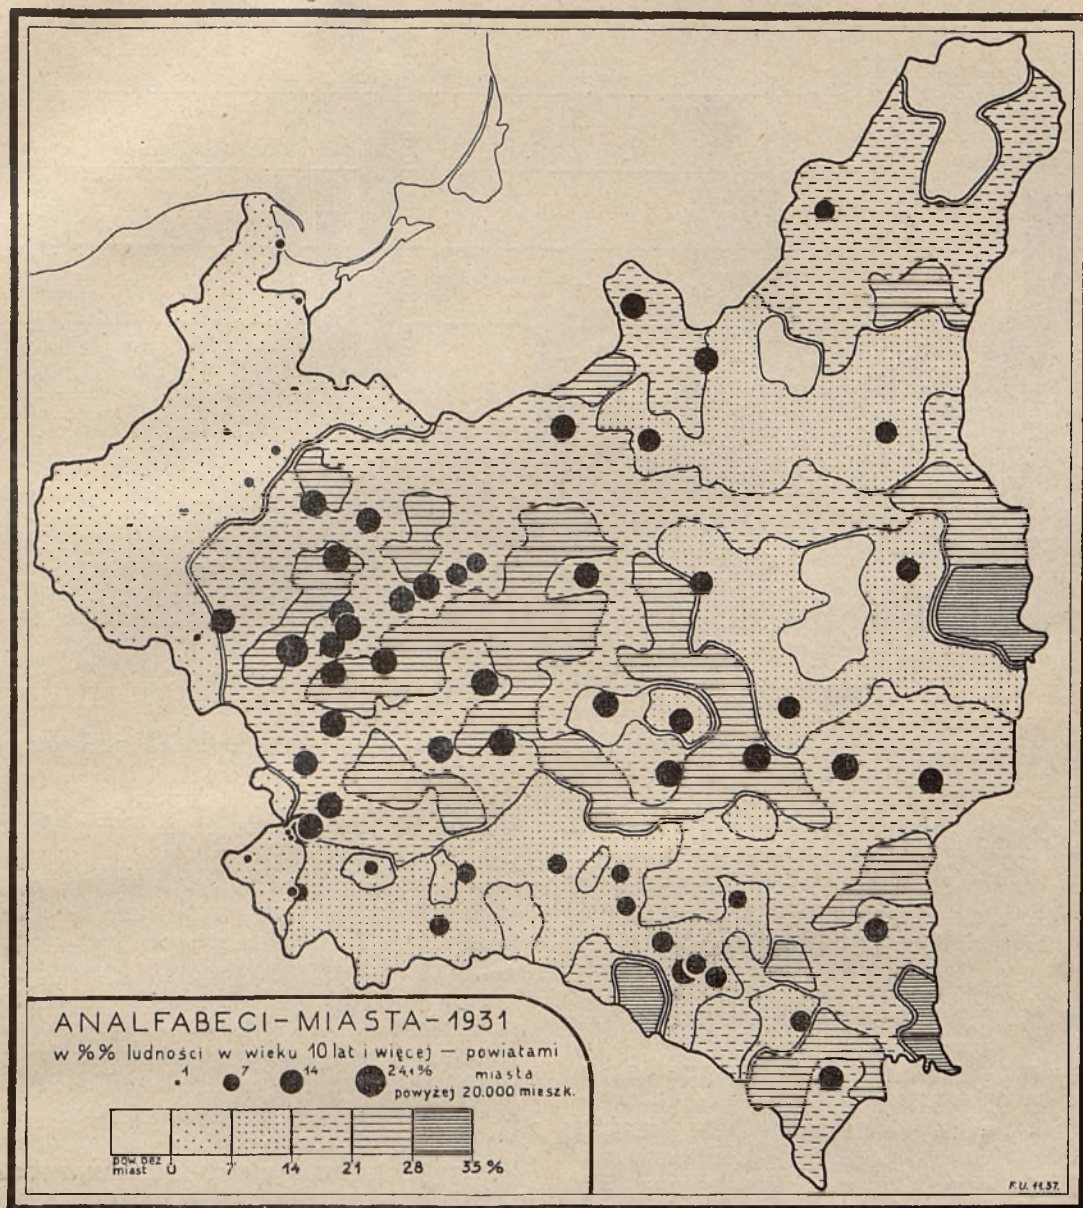 ANALFABECI-MIASTA-1931
w %% ludności w wieku 10 lat i więcej — powiatami
1 7 14 24,1% miasta
powyżej 20.000 mieszk.
pow. bez
miast 0 7 14 21 28 35 %
F.U. 11.37.